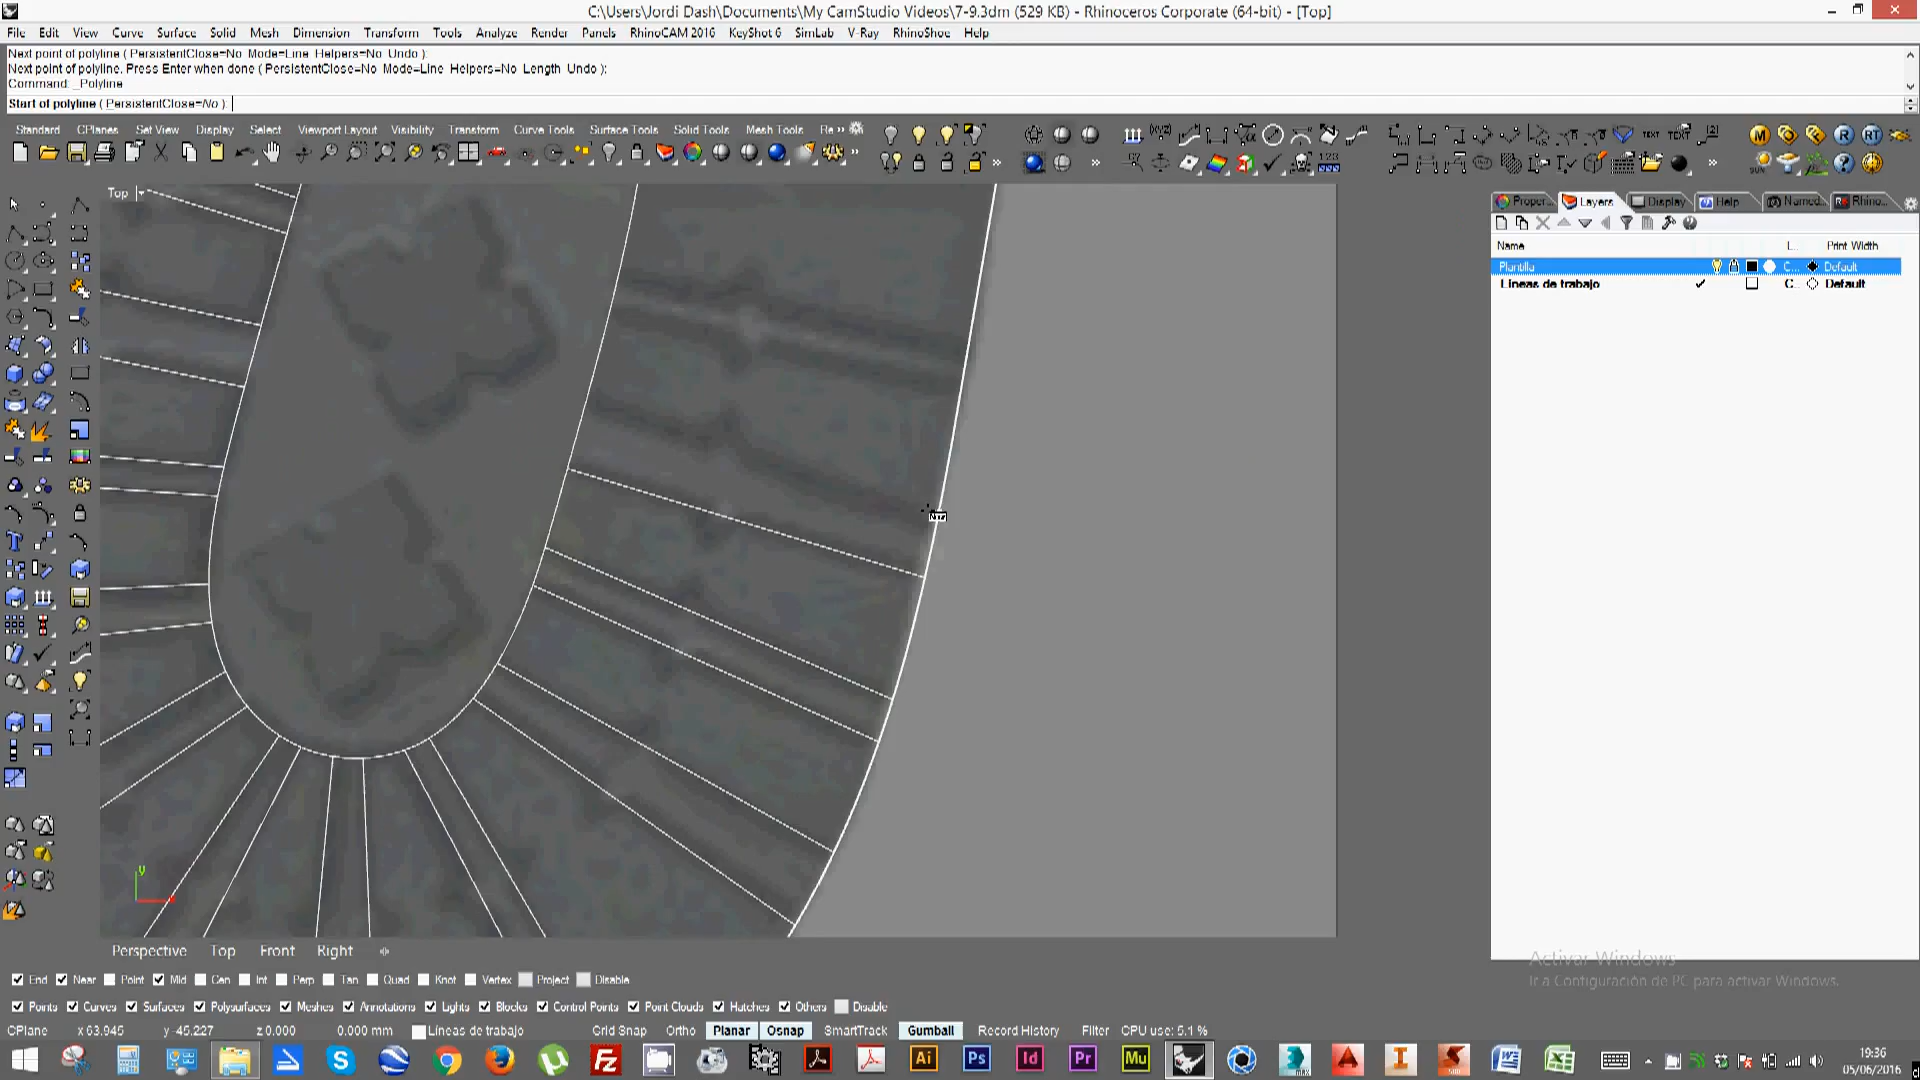 C:\Users\Jordi Dash\Documents\My CamStudio Videos\7-9.3dm (529 KB) - Rhinoceros Corporate (64-bit) - [Top]
File Edit View Curve Surface Solid Mesh Dimension Transform Tools Analyze Render Panels RhinoCAM 2016 KeyShot 6 SimLab V-Ray RhinoShoe Help
Next point of polyline ( PersistentClose=No Mode=Line Helpers=No Undo ):
Next point of polyline. Press Enter when done ( PersistentClose=No Mode=Line Helpers=No Length Undo ):
Command: _Polyline
Start of polyline ( PersistentClose=No ):
Standard CPlanes Set View Display Select Viewport Layout Visibility Transform Curve Tools Surface Tools Solid Tools Mesh Tools Re
Top
Proper... Layers Display Help Named... Rhino...
Name L... Print Width
Plantilla C... Default
Lineas de trabajo C... Default
Near
y
Perspective Top Front Right
Activar Windows
Ir a Configuración de PC para activar Windows.
End Near Point Mid Cen Int Perp Tan Quad Knot Vertex Project Disable
Points Curves Surfaces Polysurfaces Meshes Annotations Lights Blocks Control Points Point Clouds Hatches Others Disable
CPlane x 63.945 y -45.227 z 0.000 0.000 mm Lineas de trabajo Grid Snap Ortho Planar Osnap SmartTrack Gumball Record History Filter CPU use: 5.1 %
19:36
05/06/2016